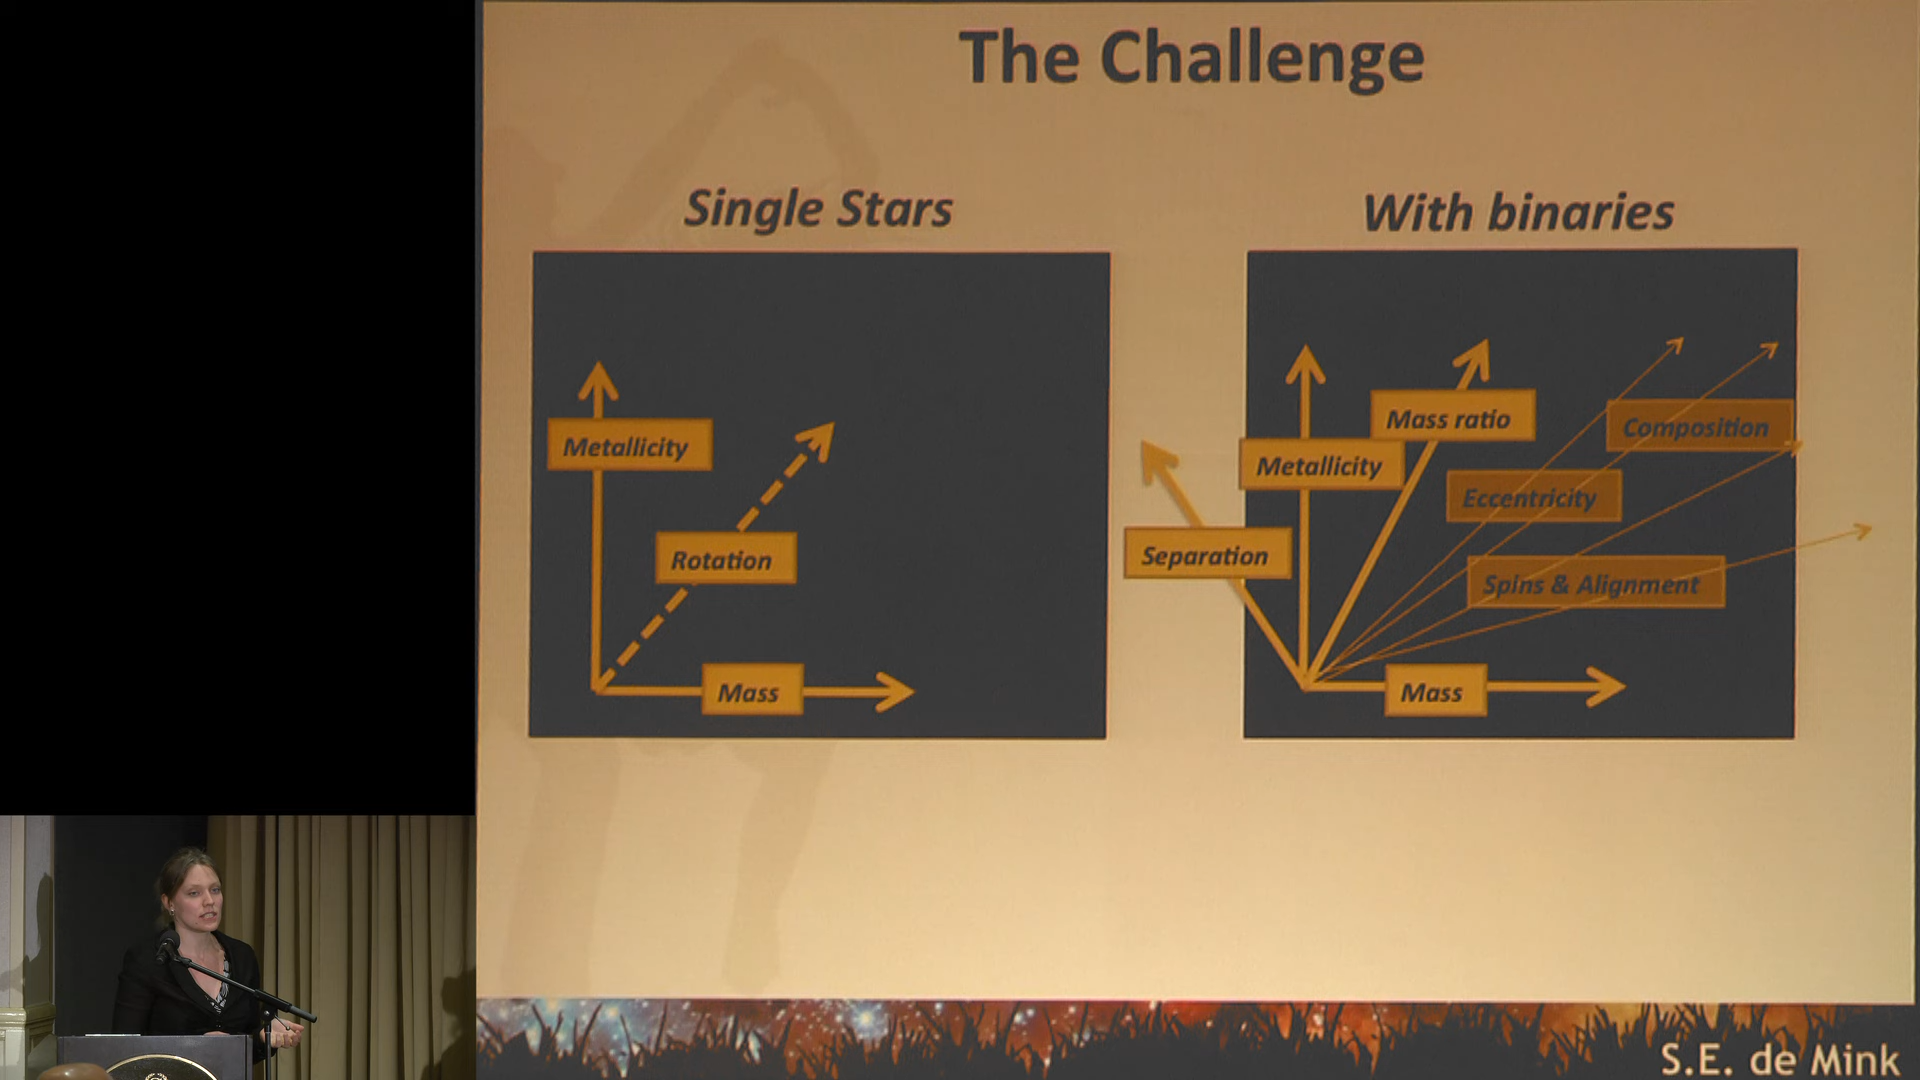 The Challenge
Single Stars
Metallicity
Rotation
Mass
With binaries
Mass ratio
Composition
Metallicity
Eccentricity
Separation
Spins & Alignment
Mass
S.E. de Mink